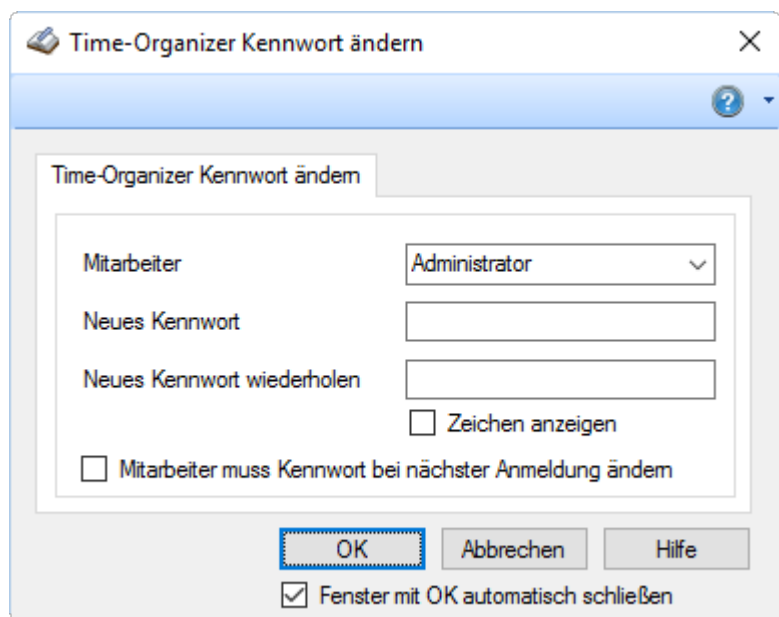 Time-Organizer Kennwort ändern
Time-Organizer Kennwort ändern
Mitarbeiter Administrator
Neues Kennwort
Neues Kennwort wiederholen
Zeichen anzeigen
Mitarbeiter muss Kennwort bei nächster Anmeldung ändern
OK Abbrechen Hilfe
Fenster mit OK automatisch schließen